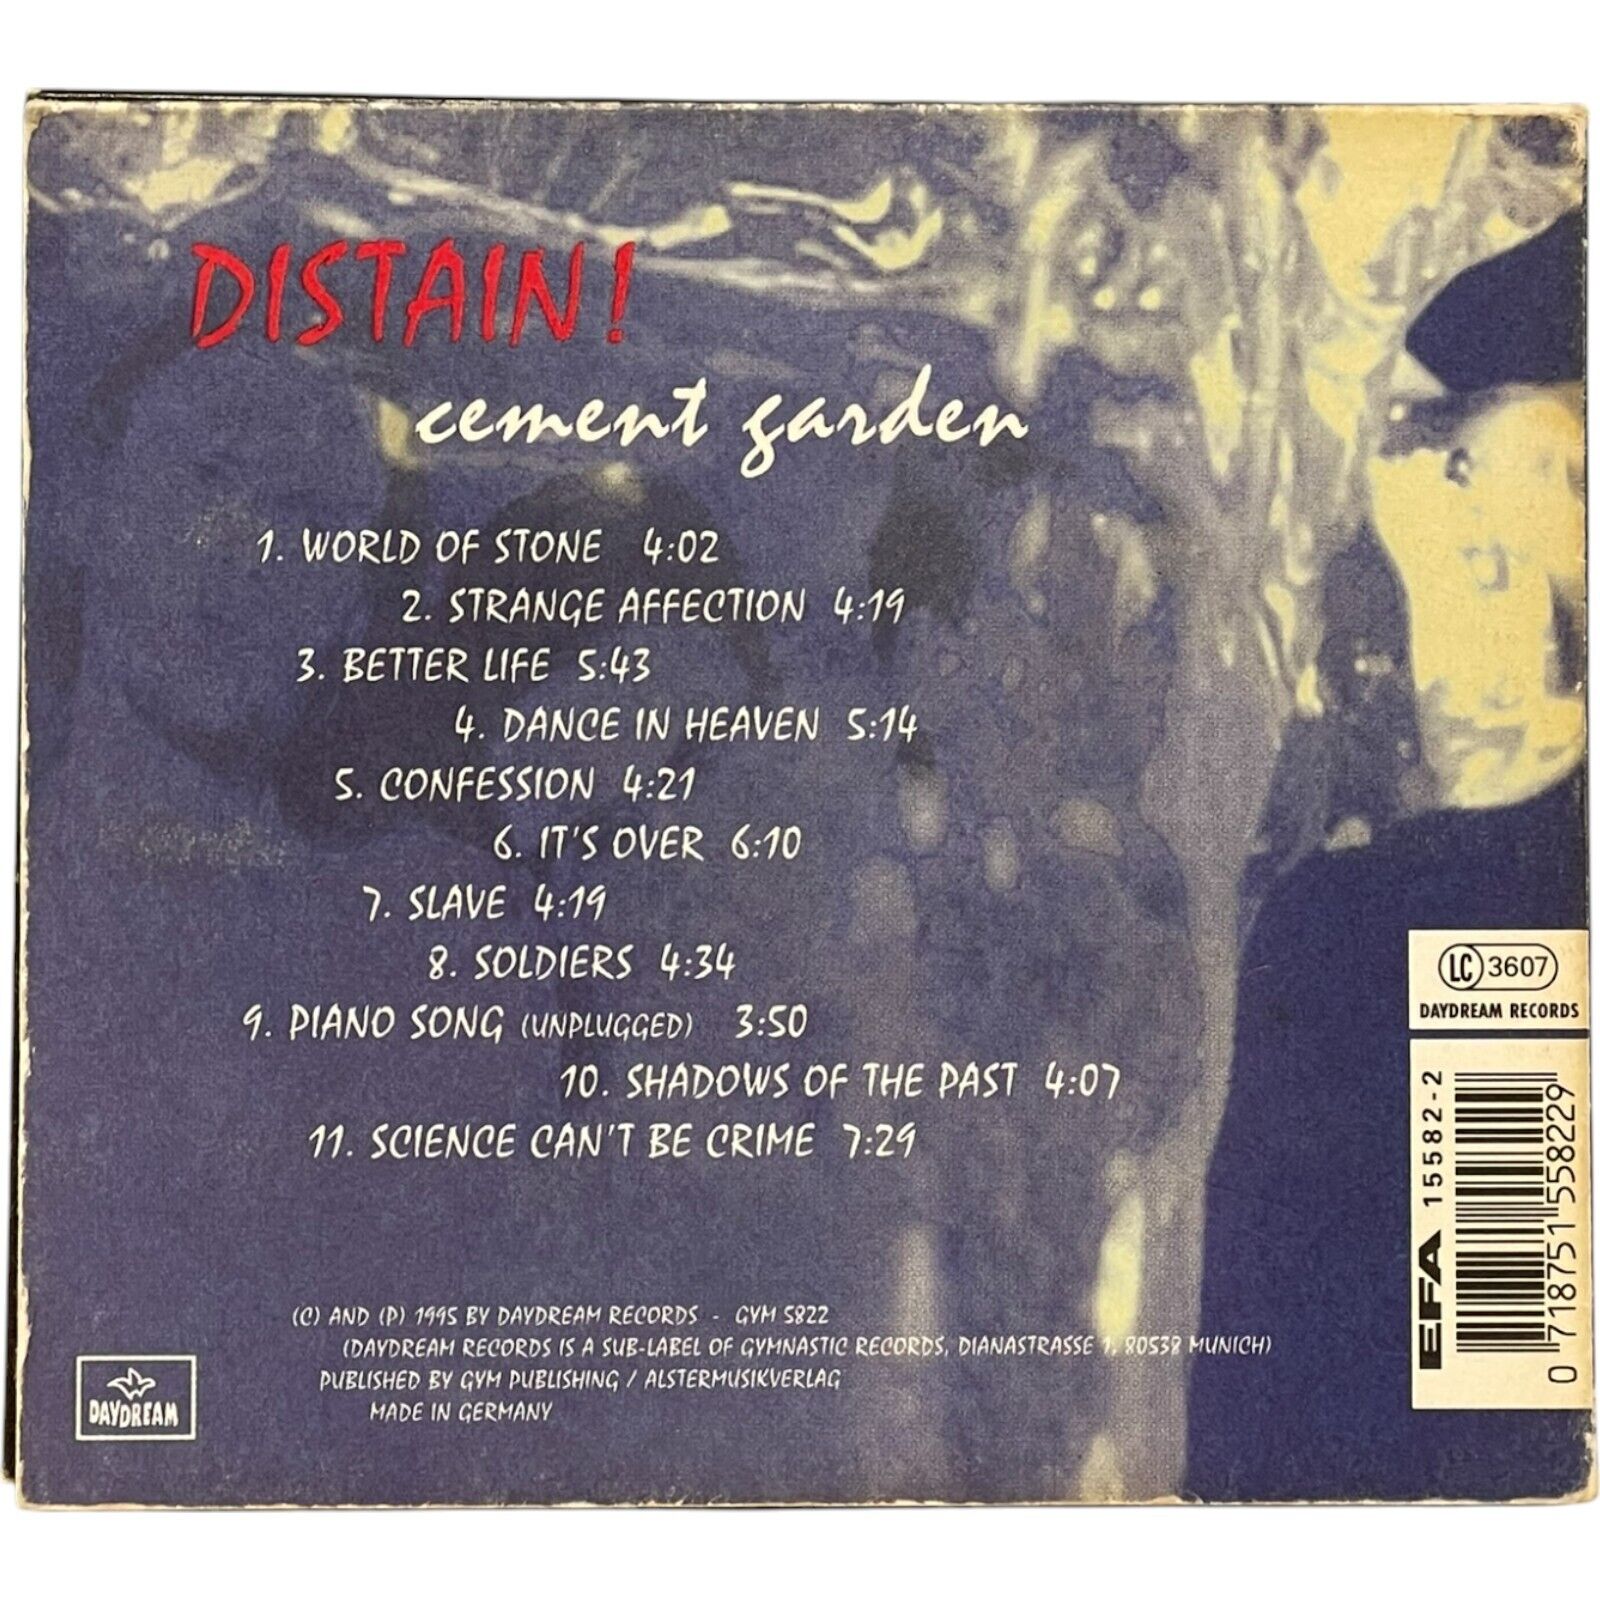 DISTAIN!
cement garden
1. WORLD OF STONE 4:02
2. STRANGE AFFECTION 4:19
3. BETTER LIFE 5:43
4. DANCE IN HEAVEN 5:14
5. CONFESSION 4:21
6. IT'S OVER 6:10
7. SLAVE 4:19
8. SOLDIERS 4:34
9. PIANO SONG (UNPLUGGED) 3:50
10. SHADOWS OF THE PAST 4:07
11. SCIENCE CAN'T BE CRIME 7:29
(C) AND (P) 1995 BY DAYDREAM RECORDS - GYM 5822
(DAYDREAM RECORDS IS A SUB-LABEL OF GYMNASTIC RECORDS, DIANASTRASSE 1, 80538 MUNICH)
PUBLISHED BY GYM PUBLISHING / ALSTERMUSIKVERLAG
MADE IN GERMANY
DAYDREAM
LC 3607
DAYDREAM RECORDS
EFA 15582-2
0 718751 558229